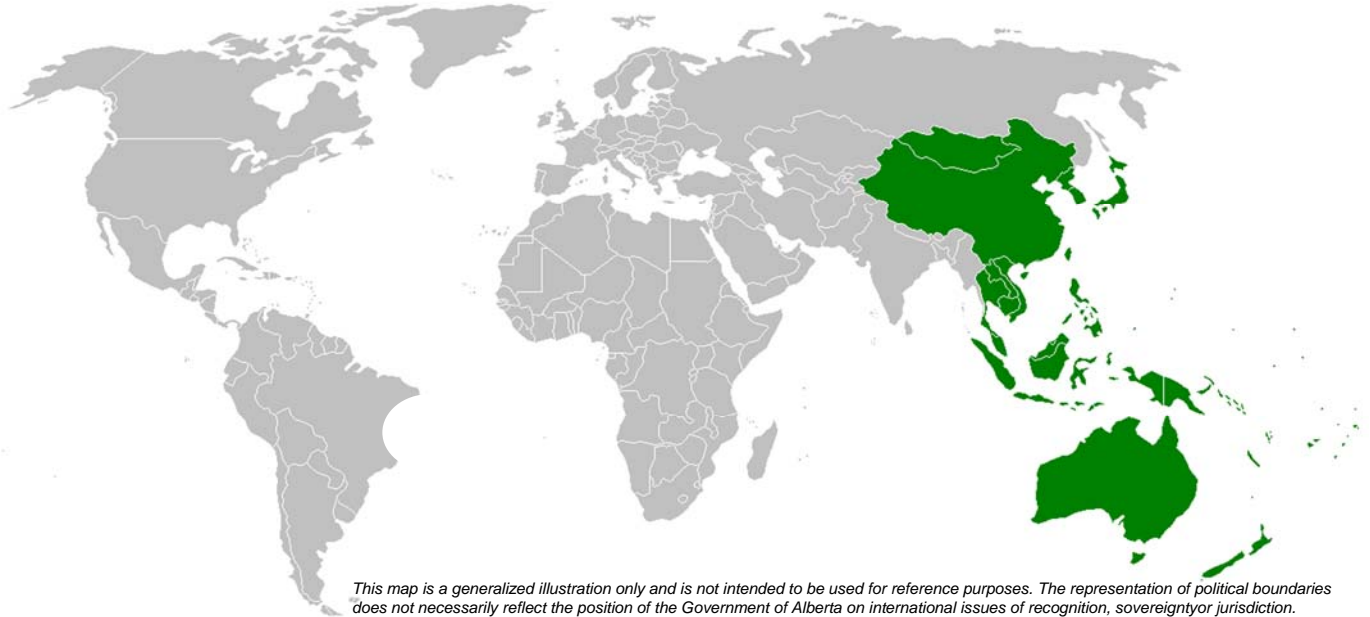 This map is a generalized illustration only and is not intended to be used for reference purposes. The representation of political boundaries
does not necessarily reflect the position of the Government of Alberta on international issues of recognition, sovereigntyor jurisdiction.